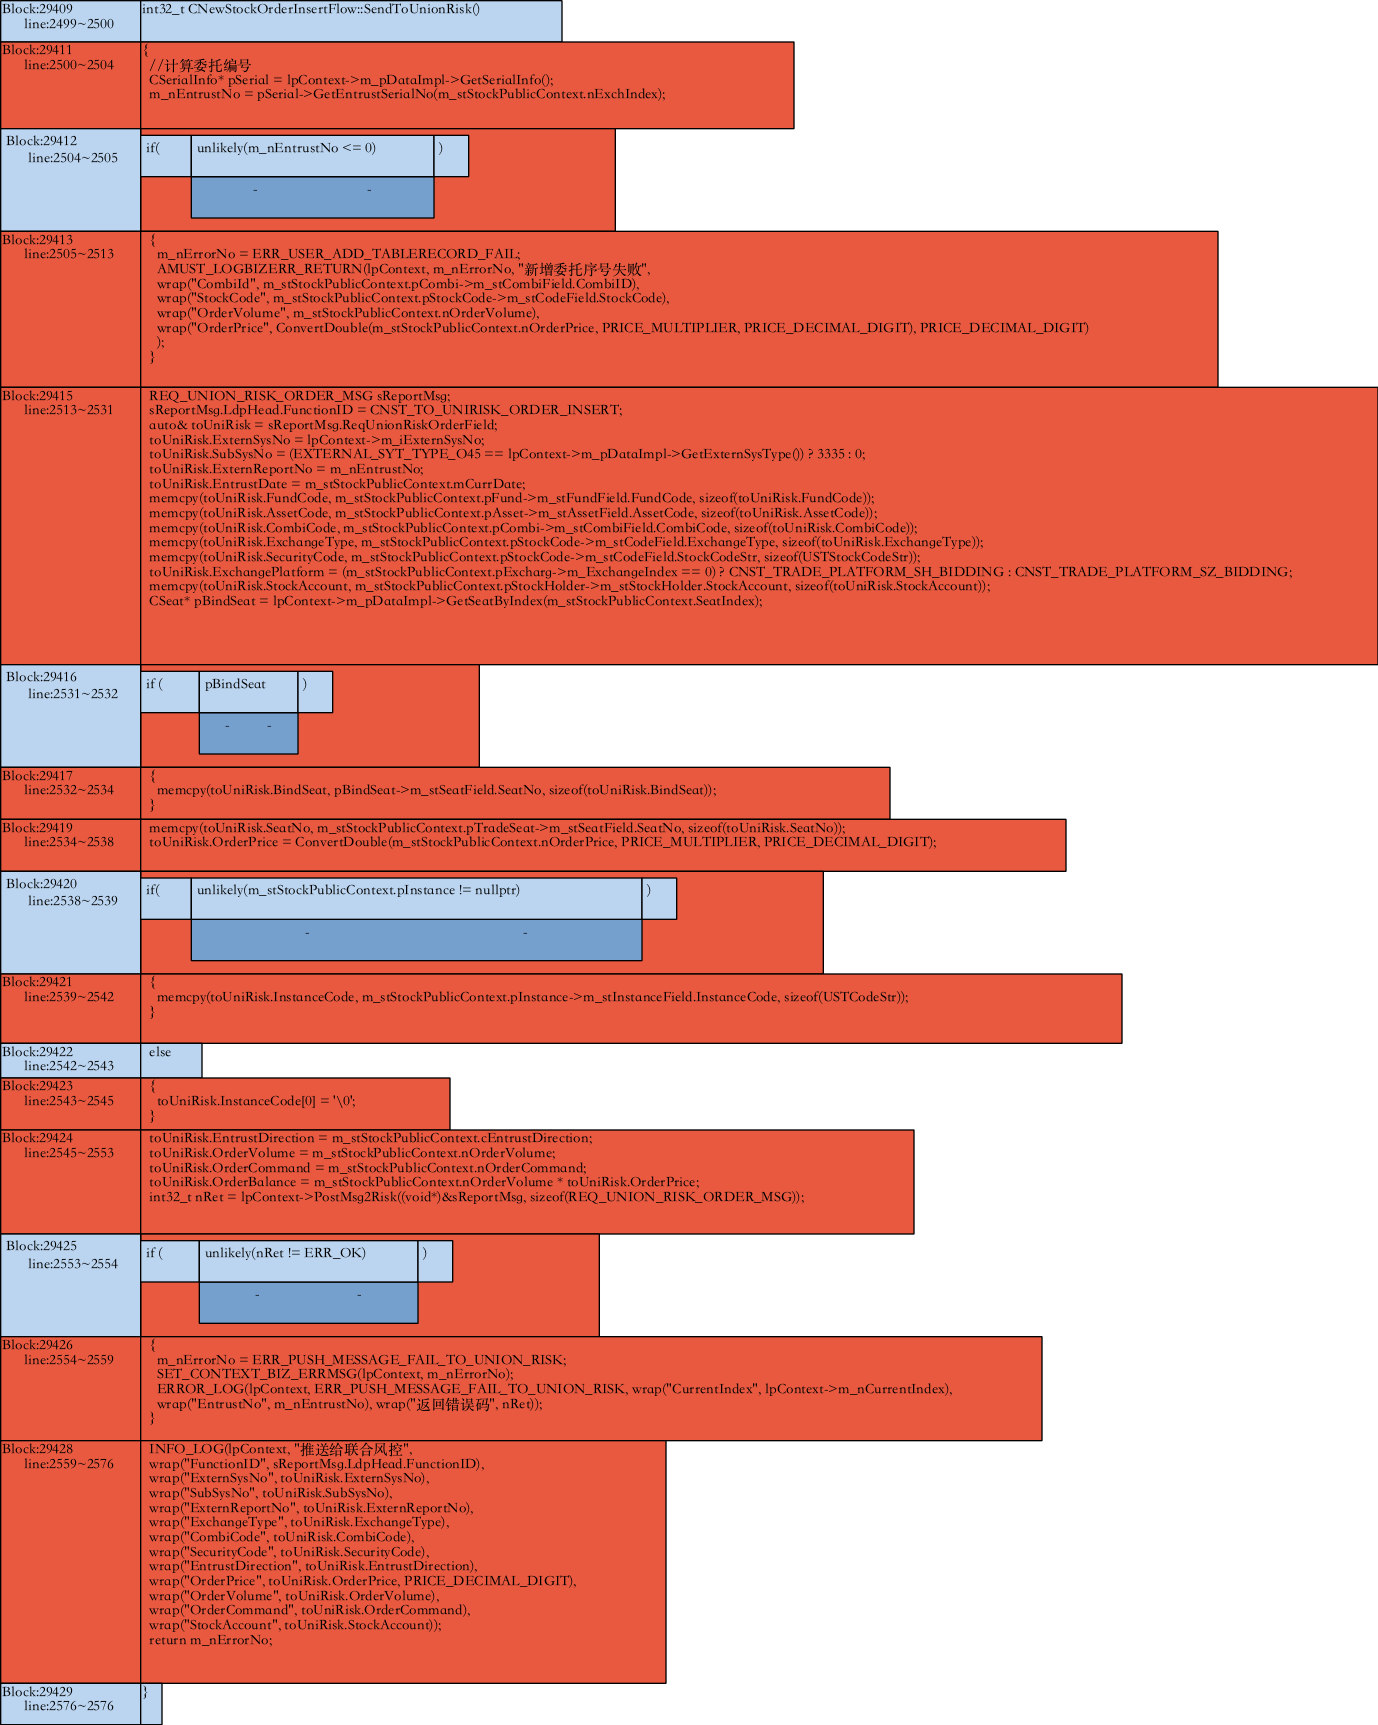 Block:29409
line:2499~2500
int32_t CNewStockOrderInsertFlow::SendToUnionRisk()
Block:29411
line:2500~2504
{
//计算委托编号
CSerialInfo* pSerial = lpContext->m_pDataImpl->GetSerialInfo();
m_nEntrustNo = pSerial->GetEntrustSerialNo(m_stStockPublicContext.nExchIndex);
Block:29412
line:2504~2505
if( unlikely(m_nEntrustNo <= 0) )
- -
Block:29413
line:2505~2513
{
m_nErrorNo = ERR_USER_ADD_TABLERECORD_FAIL;
AMUST_LOGBIZERR_RETURN(lpContext, m_nErrorNo, "新增委托序号失败",
wrap("CombiId", m_stStockPublicContext.pCombi->m_stCombiField.CombiID),
wrap("StockCode", m_stStockPublicContext.pStockCode->m_stCodeField.StockCode),
wrap("OrderVolume", m_stStockPublicContext.nOrderVolume),
wrap("OrderPrice", ConvertDouble(m_stStockPublicContext.nOrderPrice, PRICE_MULTIPLIER, PRICE_DECIMAL_DIGIT), PRICE_DECIMAL_DIGIT)
);
}
Block:29415
line:2513~2531
REQ_UNION_RISK_ORDER_MSG sReportMsg;
sReportMsg.LdpHead.FunctionID = CNST_TO_UNIRISK_ORDER_INSERT;
auto& toUniRisk = sReportMsg.ReqUnionRiskOrderField;
toUniRisk.ExternSysNo = lpContext->m_iExternSysNo;
toUniRisk.SubSysNo = (EXTERNAL_SYT_TYPE_O45 == lpContext->m_pDataImpl->GetExternSysType()) ? 3335 : 0;
toUniRisk.ExternReportNo = m_nEntrustNo;
toUniRisk.EntrustDate = m_stStockPublicContext.mCurrDate;
memcpy(toUniRisk.FundCode, m_stStockPublicContext.pFund->m_stFundField.FundCode, sizeof(toUniRisk.FundCode));
memcpy(toUniRisk.AssetCode, m_stStockPublicContext.pAsset->m_stAssetField.AssetCode, sizeof(toUniRisk.AssetCode));
memcpy(toUniRisk.CombiCode, m_stStockPublicContext.pCombi->m_stCombiField.CombiCode, sizeof(toUniRisk.CombiCode));
memcpy(toUniRisk.ExchangeType, m_stStockPublicContext.pStockCode->m_stCodeField.ExchangeType, sizeof(toUniRisk.ExchangeType));
memcpy(toUniRisk.SecurityCode, m_stStockPublicContext.pStockCode->m_stCodeField.StockCodeStr, sizeof(USTStockCodeStr));
toUniRisk.ExchangePlatform = (m_stStockPublicContext.pExcharg->m_ExchangeIndex == 0) ? CNST_TRADE_PLATFORM_SH_BIDDING : CNST_TRADE_PLATFORM_SZ_BIDDING;
memcpy(toUniRisk.StockAccount, m_stStockPublicContext.pStockHolder->m_stStockHolder.StockAccount, sizeof(toUniRisk.StockAccount));
CSeat* pBindSeat = lpContext->m_pDataImpl->GetSeatByIndex(m_stStockPublicContext.SeatIndex);
Block:29416
line:2531~2532
if ( pBindSeat )
- -
Block:29417
line:2532~2534
{
memcpy(toUniRisk.BindSeat, pBindSeat->m_stSeatField.SeatNo, sizeof(toUniRisk.BindSeat));
}
Block:29419
line:2534~2538
memcpy(toUniRisk.SeatNo, m_stStockPublicContext.pTradeSeat->m_stSeatField.SeatNo, sizeof(toUniRisk.SeatNo));
toUniRisk.OrderPrice = ConvertDouble(m_stStockPublicContext.nOrderPrice, PRICE_MULTIPLIER, PRICE_DECIMAL_DIGIT);
Block:29420
line:2538~2539
if( unlikely(m_stStockPublicContext.pInstance != nullptr) )
- -
Block:29421
line:2539~2542
{
memcpy(toUniRisk.InstanceCode, m_stStockPublicContext.pInstance->m_stInstanceField.InstanceCode, sizeof(USTCodeStr));
}
Block:29422
line:2542~2543
else
Block:29423
line:2543~2545
{
toUniRisk.InstanceCode[0] = '\0';
}
Block:29424
line:2545~2553
toUniRisk.EntrustDirection = m_stStockPublicContext.cEntrustDirection;
toUniRisk.OrderVolume = m_stStockPublicContext.nOrderVolume;
toUniRisk.OrderCommand = m_stStockPublicContext.nOrderCommand;
toUniRisk.OrderBalance = m_stStockPublicContext.nOrderVolume * toUniRisk.OrderPrice;
int32_t nRet = lpContext->PostMsg2Risk((void*)&sReportMsg, sizeof(REQ_UNION_RISK_ORDER_MSG));
Block:29425
line:2553~2554
if ( unlikely(nRet != ERR_OK) )
- -
Block:29426
line:2554~2559
{
m_nErrorNo = ERR_PUSH_MESSAGE_FAIL_TO_UNION_RISK;
SET_CONTEXT_BIZ_ERRMSG(lpContext, m_nErrorNo);
ERROR_LOG(lpContext, ERR_PUSH_MESSAGE_FAIL_TO_UNION_RISK, wrap("CurrentIndex", lpContext->m_nCurrentIndex),
wrap("EntrustNo", m_nEntrustNo), wrap("返回错误码", nRet));
}
Block:29428
line:2559~2576
INFO_LOG(lpContext, "推送给联合风控",
wrap("FunctionID", sReportMsg.LdpHead.FunctionID),
wrap("ExternSysNo", toUniRisk.ExternSysNo),
wrap("SubSysNo", toUniRisk.SubSysNo),
wrap("ExternReportNo", toUniRisk.ExternReportNo),
wrap("ExchangeType", toUniRisk.ExchangeType),
wrap("CombiCode", toUniRisk.CombiCode),
wrap("SecurityCode", toUniRisk.SecurityCode),
wrap("EntrustDirection", toUniRisk.EntrustDirection),
wrap("OrderPrice", toUniRisk.OrderPrice, PRICE_DECIMAL_DIGIT),
wrap("OrderVolume", toUniRisk.OrderVolume),
wrap("OrderCommand", toUniRisk.OrderCommand),
wrap("StockAccount", toUniRisk.StockAccount));
return m_nErrorNo;
Block:29429
line:2576~2576
}